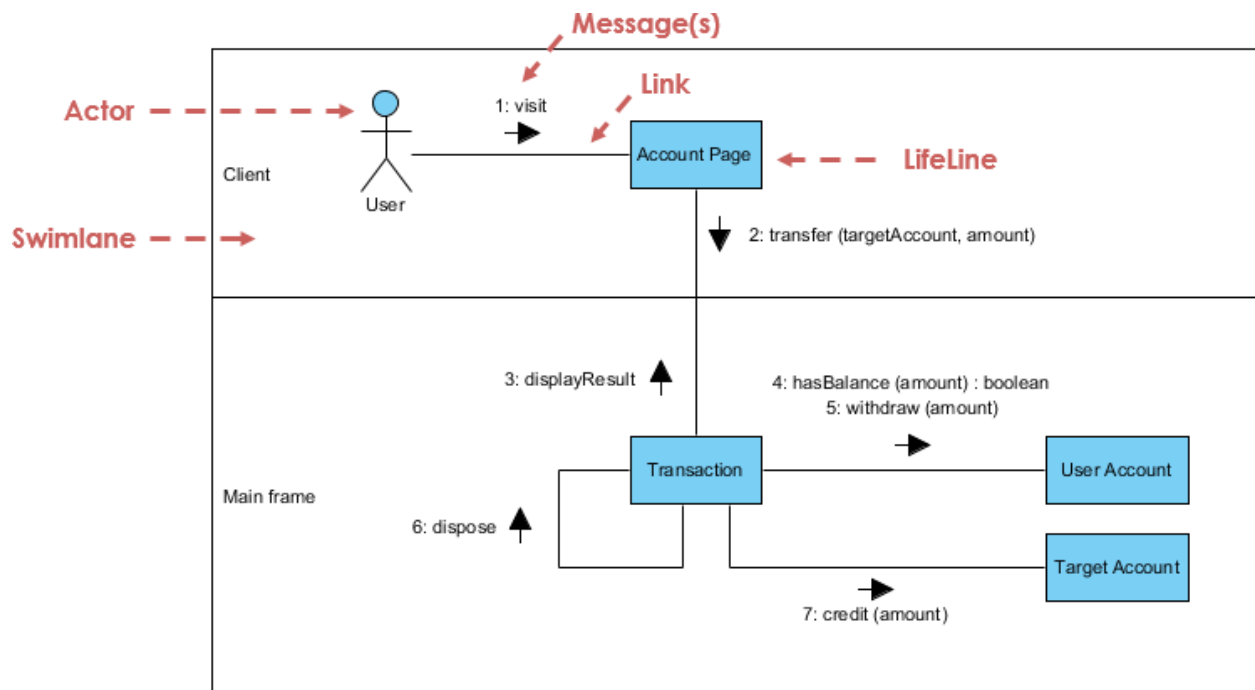 Message(s)
Link
Actor
1: visit
Account Page
LifeLine
Client
User
Swimlane
2: transfer (targetAccount, amount)
3: displayResult
4: hasBalance (amount) : boolean
5: withdraw (amount)
Transaction
User Account
Main frame
6: dispose
Target Account
7: credit (amount)